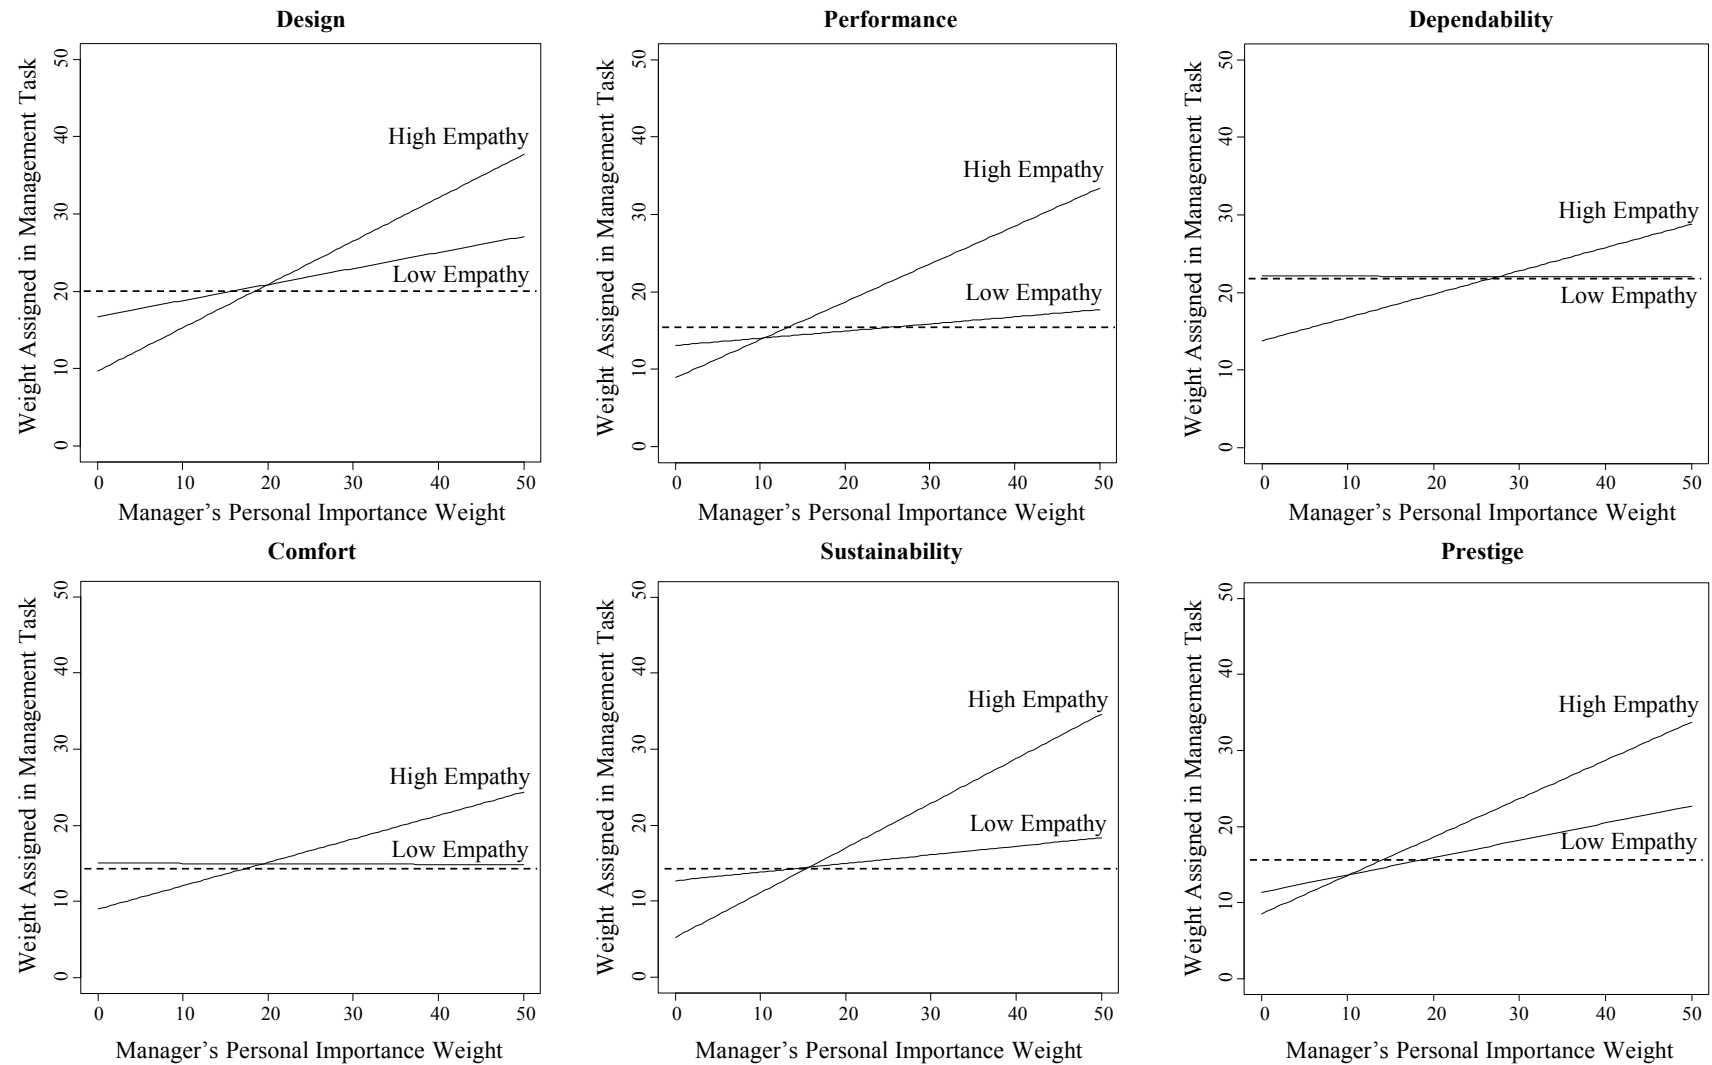 Design
Weight Assigned in Management Task
50
40
30
20
10
0
High Empathy
Low Empathy
0 10 20 30 40 50
Manager’s Personal Importance Weight
Performance
Weight Assigned in Management Task
50
40
30
20
10
0
High Empathy
Low Empathy
0 10 20 30 40 50
Manager’s Personal Importance Weight
Dependability
Weight Assigned in Management Task
50
40
30
20
10
0
High Empathy
Low Empathy
0 10 20 30 40 50
Manager’s Personal Importance Weight
Comfort
Weight Assigned in Management Task
50
40
30
20
10
0
High Empathy
Low Empathy
0 10 20 30 40 50
Manager’s Personal Importance Weight
Sustainability
Weight Assigned in Management Task
50
40
30
20
10
0
High Empathy
Low Empathy
0 10 20 30 40 50
Manager’s Personal Importance Weight
Prestige
Weight Assigned in Management Task
50
40
30
20
10
0
High Empathy
Low Empathy
0 10 20 30 40 50
Manager’s Personal Importance Weight